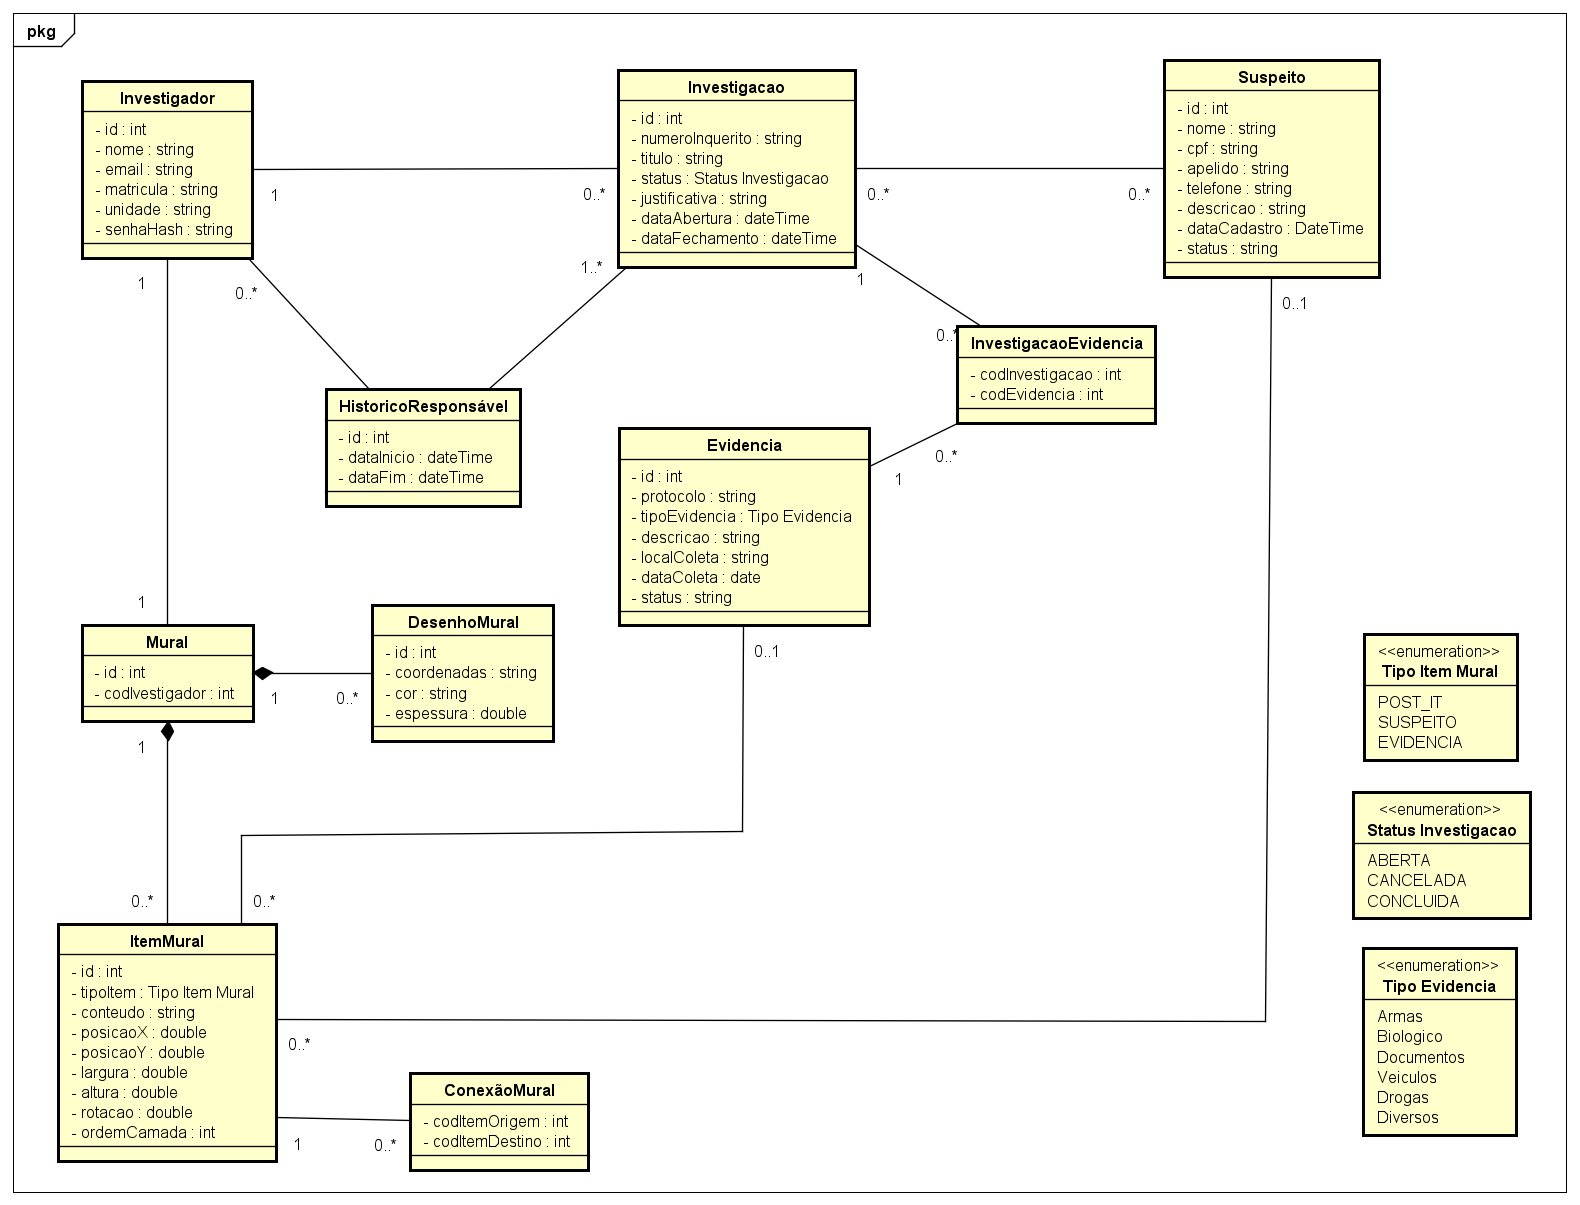 pkg
Investigador
- id : int
- nome : string
- email : string
- matricula : string
- unidade : string
- senhaHash : string
1
0..*
Investigacao
- id : int
- numeroInquerito : string
- titulo : string
- status : Status Investigacao
- justificativa : string
- dataAbertura : dateTime
- dataFechamento : dateTime
0..*
0..*
Suspeito
- id : int
- nome : string
- cpf : string
- apelido : string
- telefone : string
- descricao : string
- dataCadastro : DateTime
- status : string
1
0..*
1..*
1
0..1
0..*
InvestigacaoEvidencia
- codInvestigacao : int
- codEvidencia : int
HistoricoResponsável
- id : int
- dataInicio : dateTime
- dataFim : dateTime
Evidencia
- id : int
- protocolo : string
- tipoEvidencia : Tipo Evidencia
- descricao : string
- localColeta : string
- dataColeta : date
- status : string
0..*
1
0..1
1
Mural
- id : int
- codIvestigador : int
1
0..*
DesenhoMural
- id : int
- coordenadas : string
- cor : string
- espessura : double
1
0..*
0..*
ItemMural
- id : int
- tipoItem : Tipo Item Mural
- conteudo : string
- posicaoX : double
- posicaoY : double
- largura : double
- altura : double
- rotacao : double
- ordemCamada : int
0..*
1
0..*
ConexãoMural
- codItemOrigem : int
- codItemDestino : int
<<enumeration>>
Tipo Item Mural
POST_IT
SUSPEITO
EVIDENCIA
<<enumeration>>
Status Investigacao
ABERTA
CANCELADA
CONCLUIDA
<<enumeration>>
Tipo Evidencia
Armas
Biologico
Documentos
Veiculos
Drogas
Diversos